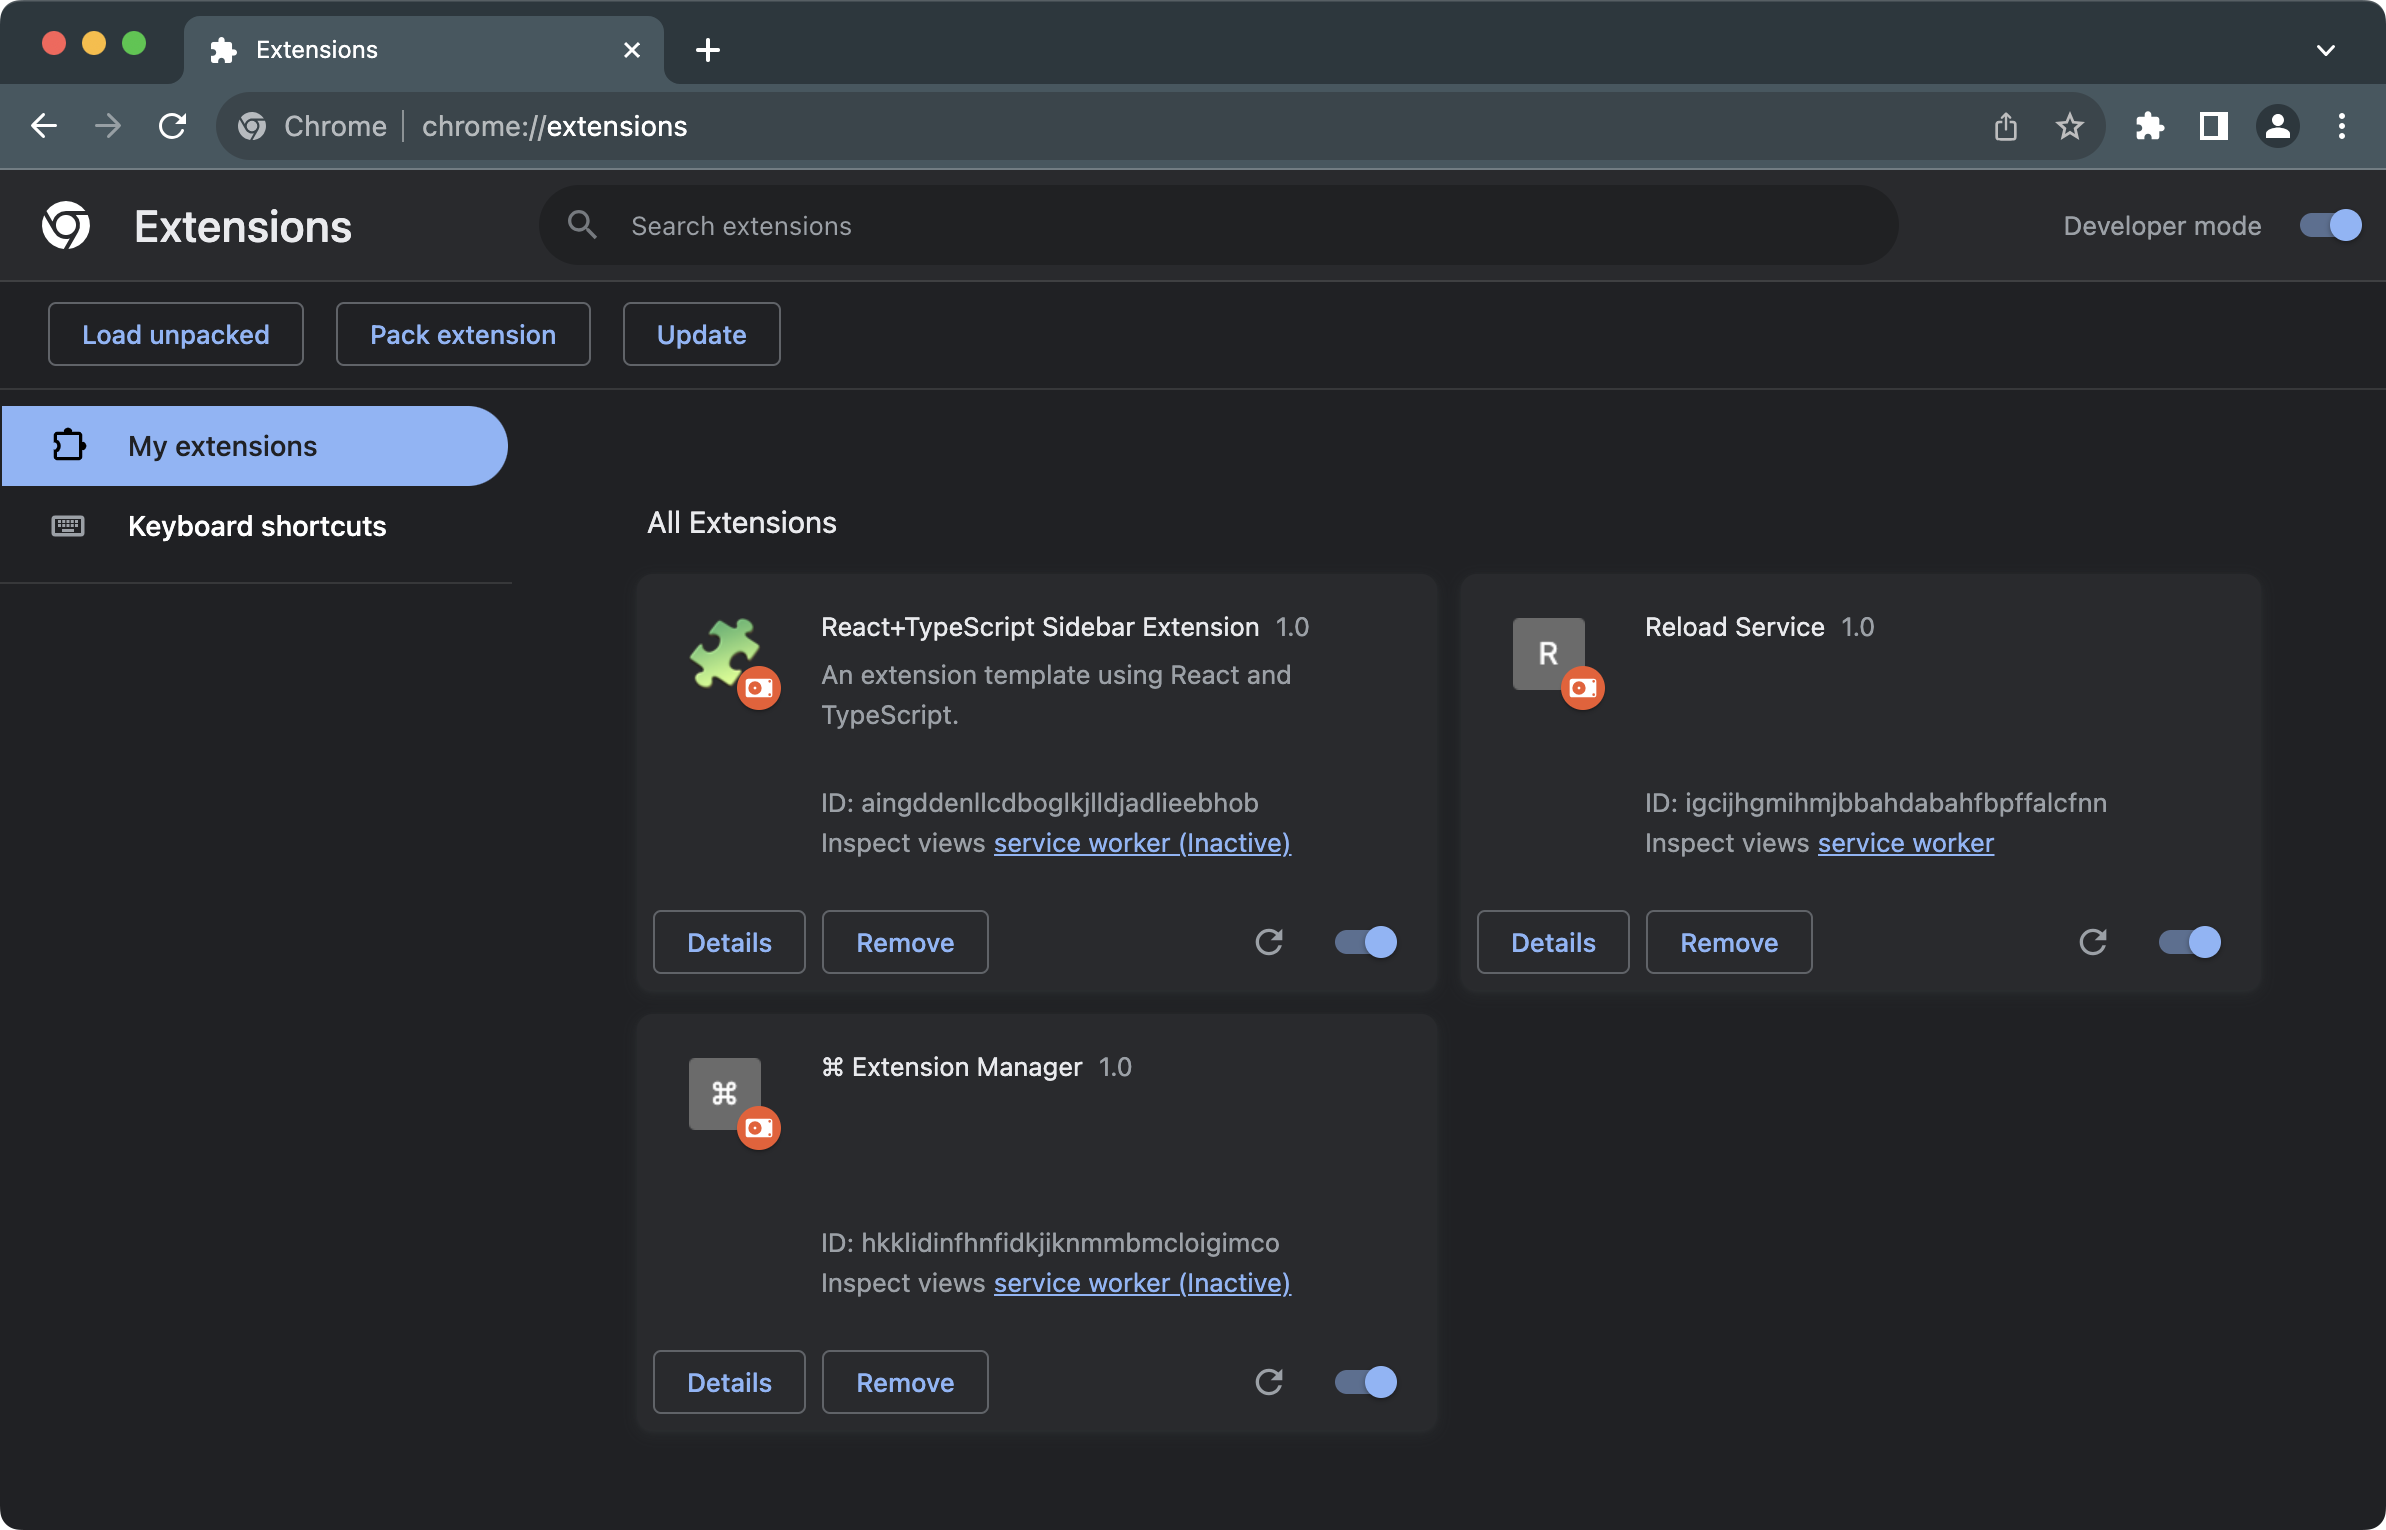 Extensions
Chrome | chrome://extensions
Extensions
Search extensions
Developer mode
Load unpacked
Pack extension
Update
My extensions
Keyboard shortcuts
All Extensions
React+TypeScript Sidebar Extension 1.0
An extension template using React and
TypeScript.
ID: aingddenllcdboglkjlldjadlieebhob
Inspect views service worker (Inactive)
Details
Remove
R
Reload Service 1.0
ID: igcijhgmihmjbbahdabahfbpffalcfnn
Inspect views service worker
Details
Remove
⌘
⌘ Extension Manager 1.0
ID: hkklidinfhnfidkjiknmmbmcloigimco
Inspect views service worker (Inactive)
Details
Remove